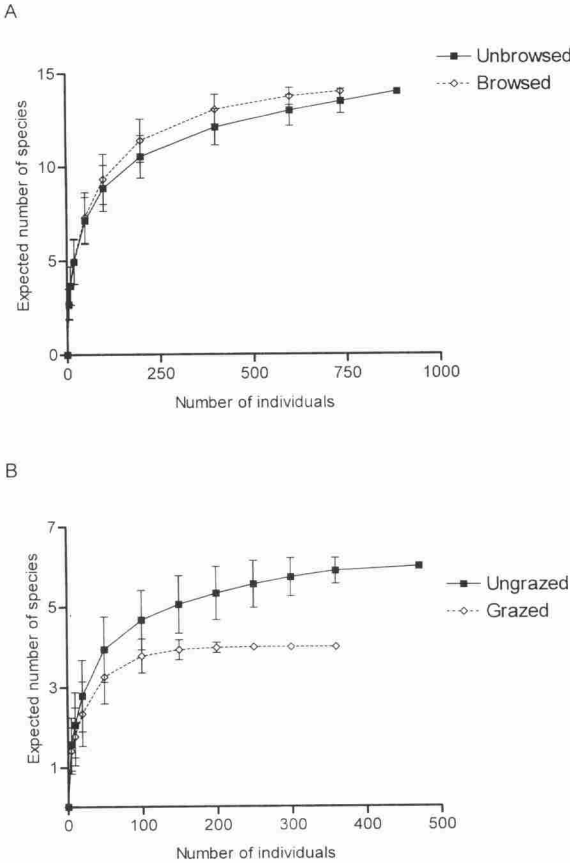 A
Unbrowsed
Browsed
15
10
5
0
Expected number of species
0 250 500 750 1000
Number of individuals
B
Ungrazed
Grazed
7
5
3
1
Expected number of species
0 100 200 300 400 500
Number of individuals